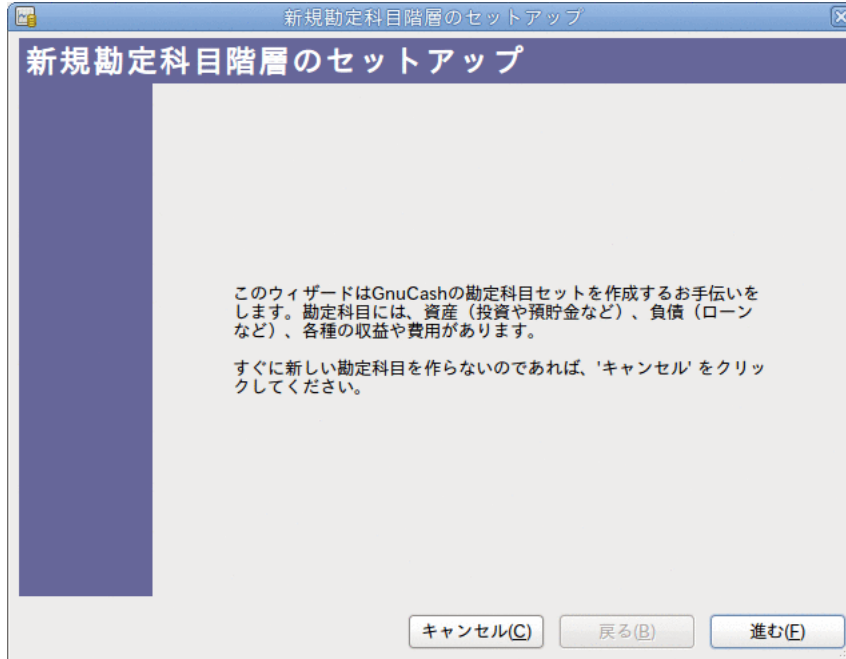 新規勘定科目階層のセットアップ
新規勘定科目階層のセットアップ
このウィザードはGnuCashの勘定科目セットを作成するお手伝いを
します。勘定科目には、資産（投資や預貯金など）、負債（ローン
など）、各種の収益や費用があります。
すぐに新しい勘定科目を作らないのであれば、'キャンセル' をクリッ
クしてください。
キャンセル(C) 戻る(B) 進む(F)